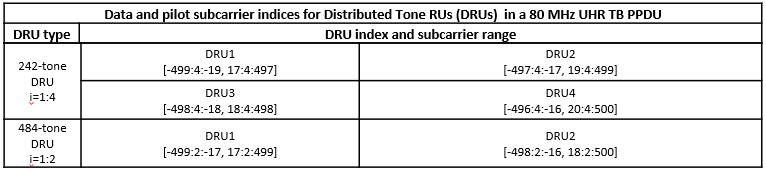 Data and pilot subcarrier indices for Distributed Tone RUs (DRUs) in a 80 MHz UHR TB PPDU
DRU type
DRU index and subcarrier range
242-tone
DRU
i=1:4
DRU1
[-499:4:-19, 17:4:497]
DRU2
[-497:4:-17, 19:4:499]
DRU3
[-498:4:-18, 18:4:498]
DRU4
[-496:4:-16, 20:4:500]
484-tone
DRU
i=1:2
DRU1
[-499:2:-17, 17:2:499]
DRU2
[-498:2:-16, 18:2:500]